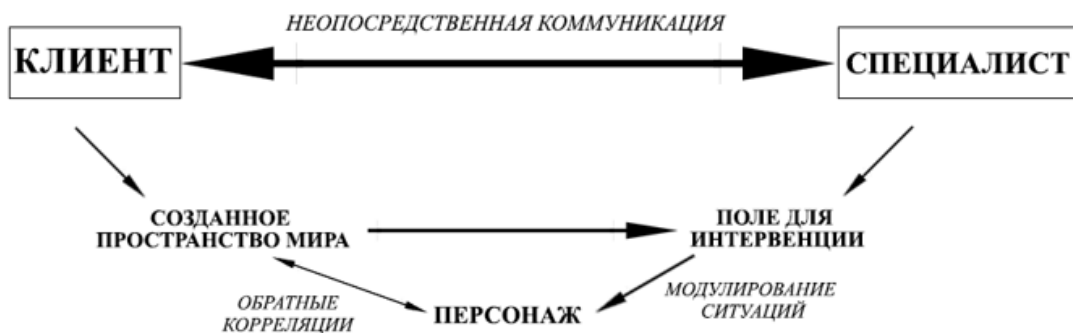 НЕОПОСРЕДСТВЕННАЯ КОММУНИКАЦИЯ
КЛИЕНТ
СПЕЦИАЛИСТ
СОЗДАННОЕ
ПРОСТРАНСТВО МИРА
ПОЛЕ ДЛЯ
ИНТЕРВЕНЦИИ
ОБРАТНЫЕ
КОРРЕЛЯЦИИ
ПЕРСОНАЖ
МОДУЛИРОВАНИЕ
СИТУАЦИЙ